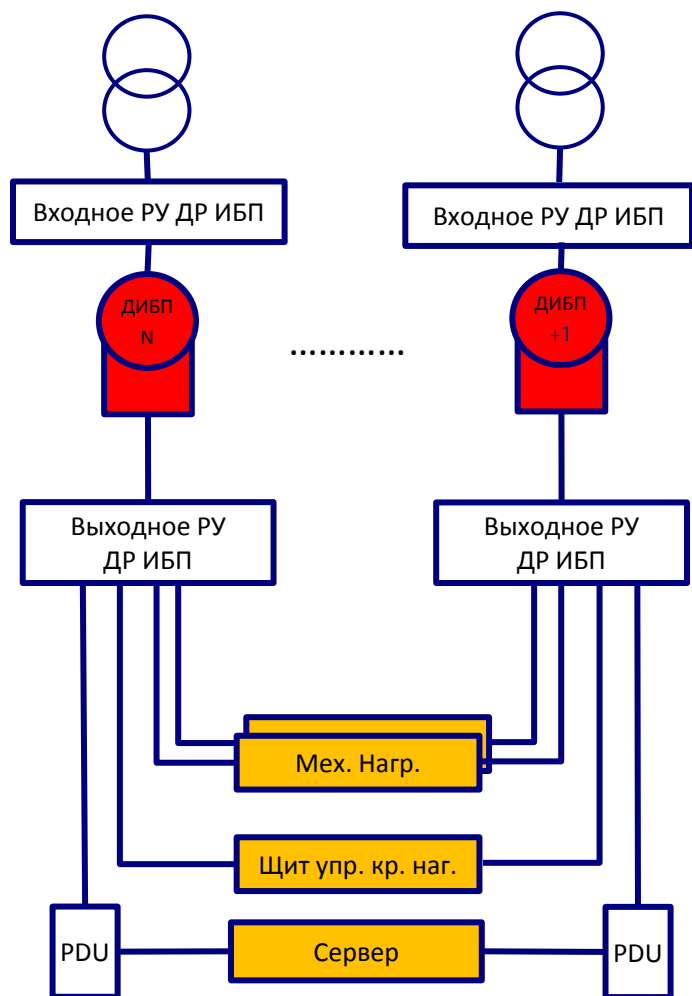 Входное РУ ДР ИБП
Входное РУ ДР ИБП
ДИБП
N
............
ДИБП
+1
Выходное РУ
ДР ИБП
Выходное РУ
ДР ИБП
Мех. Нагр.
Щит упр. кр. наг.
PDU
Сервер
PDU